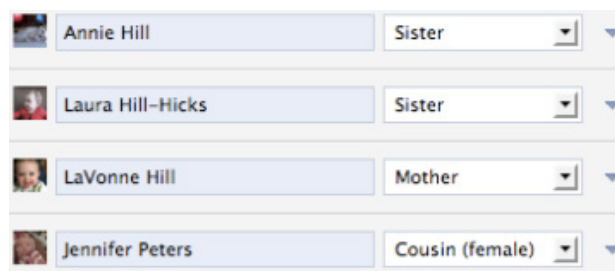 Annie Hill Sister
Laura Hill-Hicks Sister
LaVonne Hill Mother
Jennifer Peters Cousin (female)